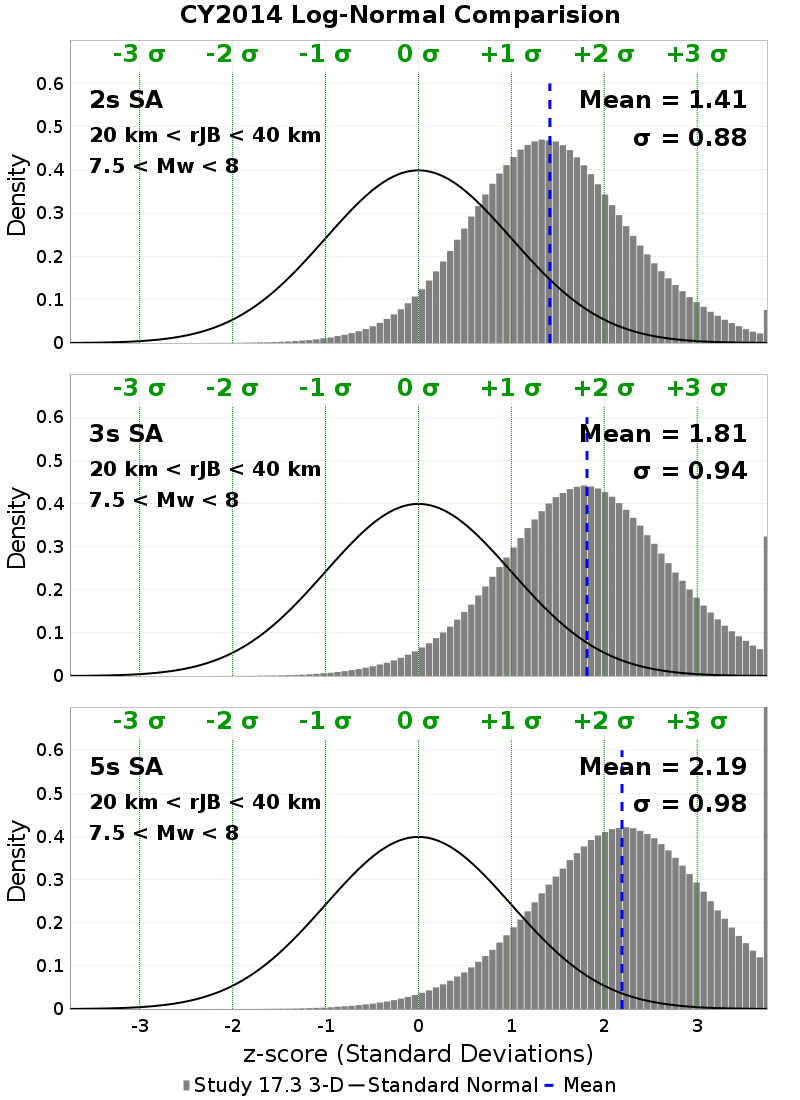 CY2014 Log-Normal Comparision
-3 σ -2 σ -1 σ 0 σ +1 σ +2 σ +3 σ
0.6
2s SA Mean = 1.41
0.5
20 km < rJB < 40 km σ = 0.88
7.5 < Mw < 8
0.4
0.3
0.2
0.1
0
Density
-3 σ -2 σ -1 σ 0 σ +1 σ +2 σ +3 σ
0.6
3s SA Mean = 1.81
0.5
20 km < rJB < 40 km σ = 0.94
7.5 < Mw < 8
0.4
0.3
0.2
0.1
0
Density
-3 σ -2 σ -1 σ 0 σ +1 σ +2 σ +3 σ
0.6
5s SA Mean = 2.19
0.5
20 km < rJB < 40 km σ = 0.98
7.5 < Mw < 8
0.4
0.3
0.2
0.1
0
Density
-3 -2 -1 0 1 2 3
z-score (Standard Deviations)
Study 17.3 3-D Standard Normal Mean